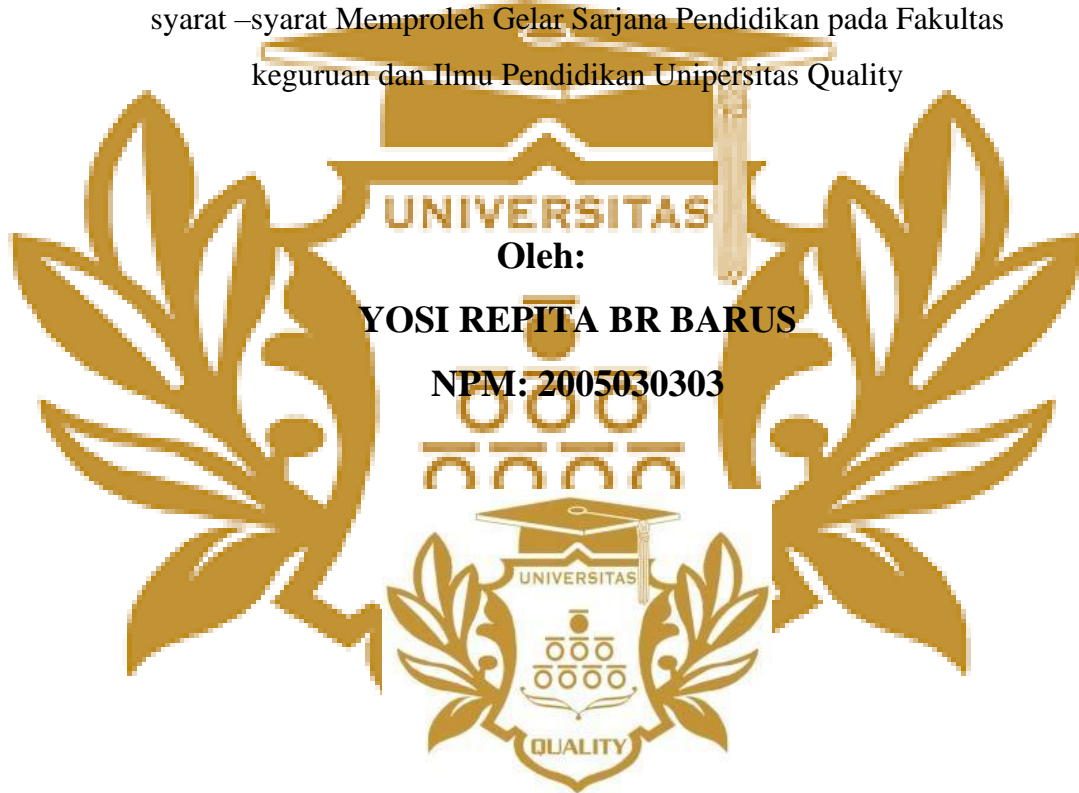 syarat –syarat Memproleh Gelar Sarjana Pendidikan pada Fakultas
keguruan dan Ilmu Pendidikan Unipersitas Quality
UNIVERSITAS
Oleh:
YOSI REPITA BR BARUS
NPM: 2005030303
UNIVERSITAS
QUALITY